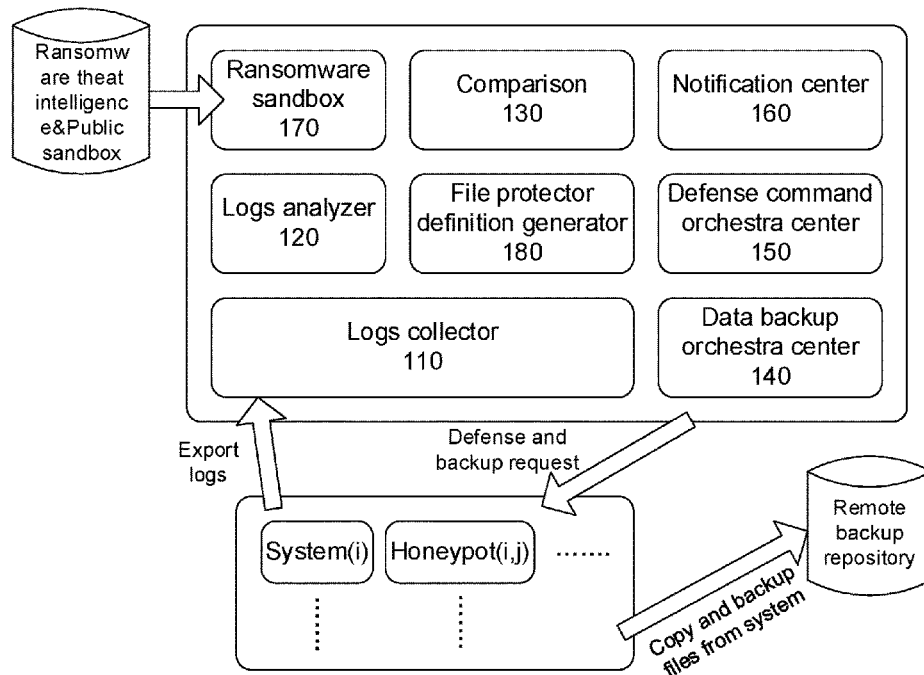 Ransomw
are theat
intelligenc
e&Public
sandbox
Ransomware
sandbox
170
Comparison
130
Notification center
160
Logs analyzer
120
File protector
definition generator
180
Defense command
orchestra center
150
Logs collector
110
Data backup
orchestra center
140
Export
logs
Defense and
backup request
System(i)
Honeypot(i,j)
Remote
backup
repository
Copy and backup
files from system